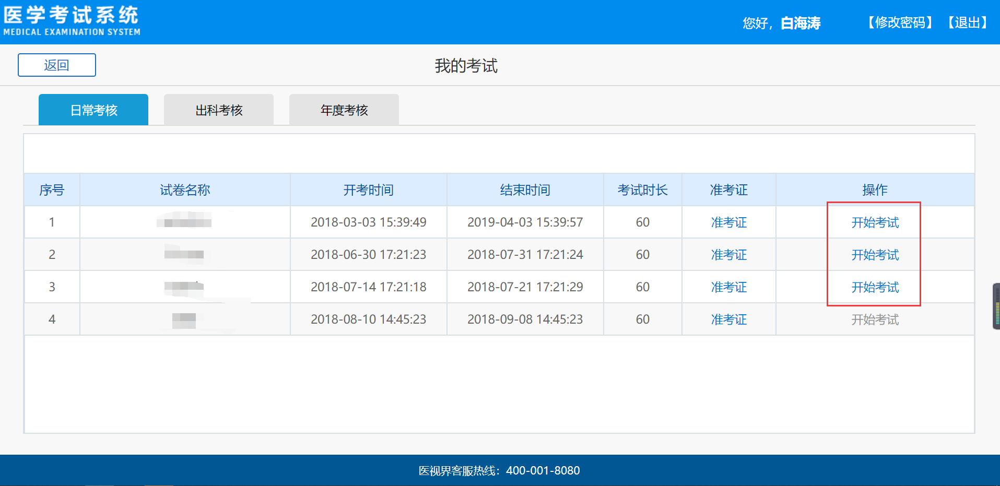 医学考试系统
MEDICAL EXAMINATION SYSTEM
您好，白海涛 【修改密码】 【退出】
返回
我的考试
日常考核 出科考核 年度考核
序号 试卷名称 开考时间 结束时间 考试时长 准考证 操作
1 2018-03-03 15:39:49 2019-04-03 15:39:57 60 准考证 开始考试
2 2018-06-30 17:21:23 2018-07-31 17:21:24 60 准考证 开始考试
3 2018-07-14 17:21:18 2018-07-21 17:21:29 60 准考证 开始考试
4 2018-08-10 14:45:23 2018-09-08 14:45:23 60 准考证 开始考试
医视界客服热线：400-001-8080